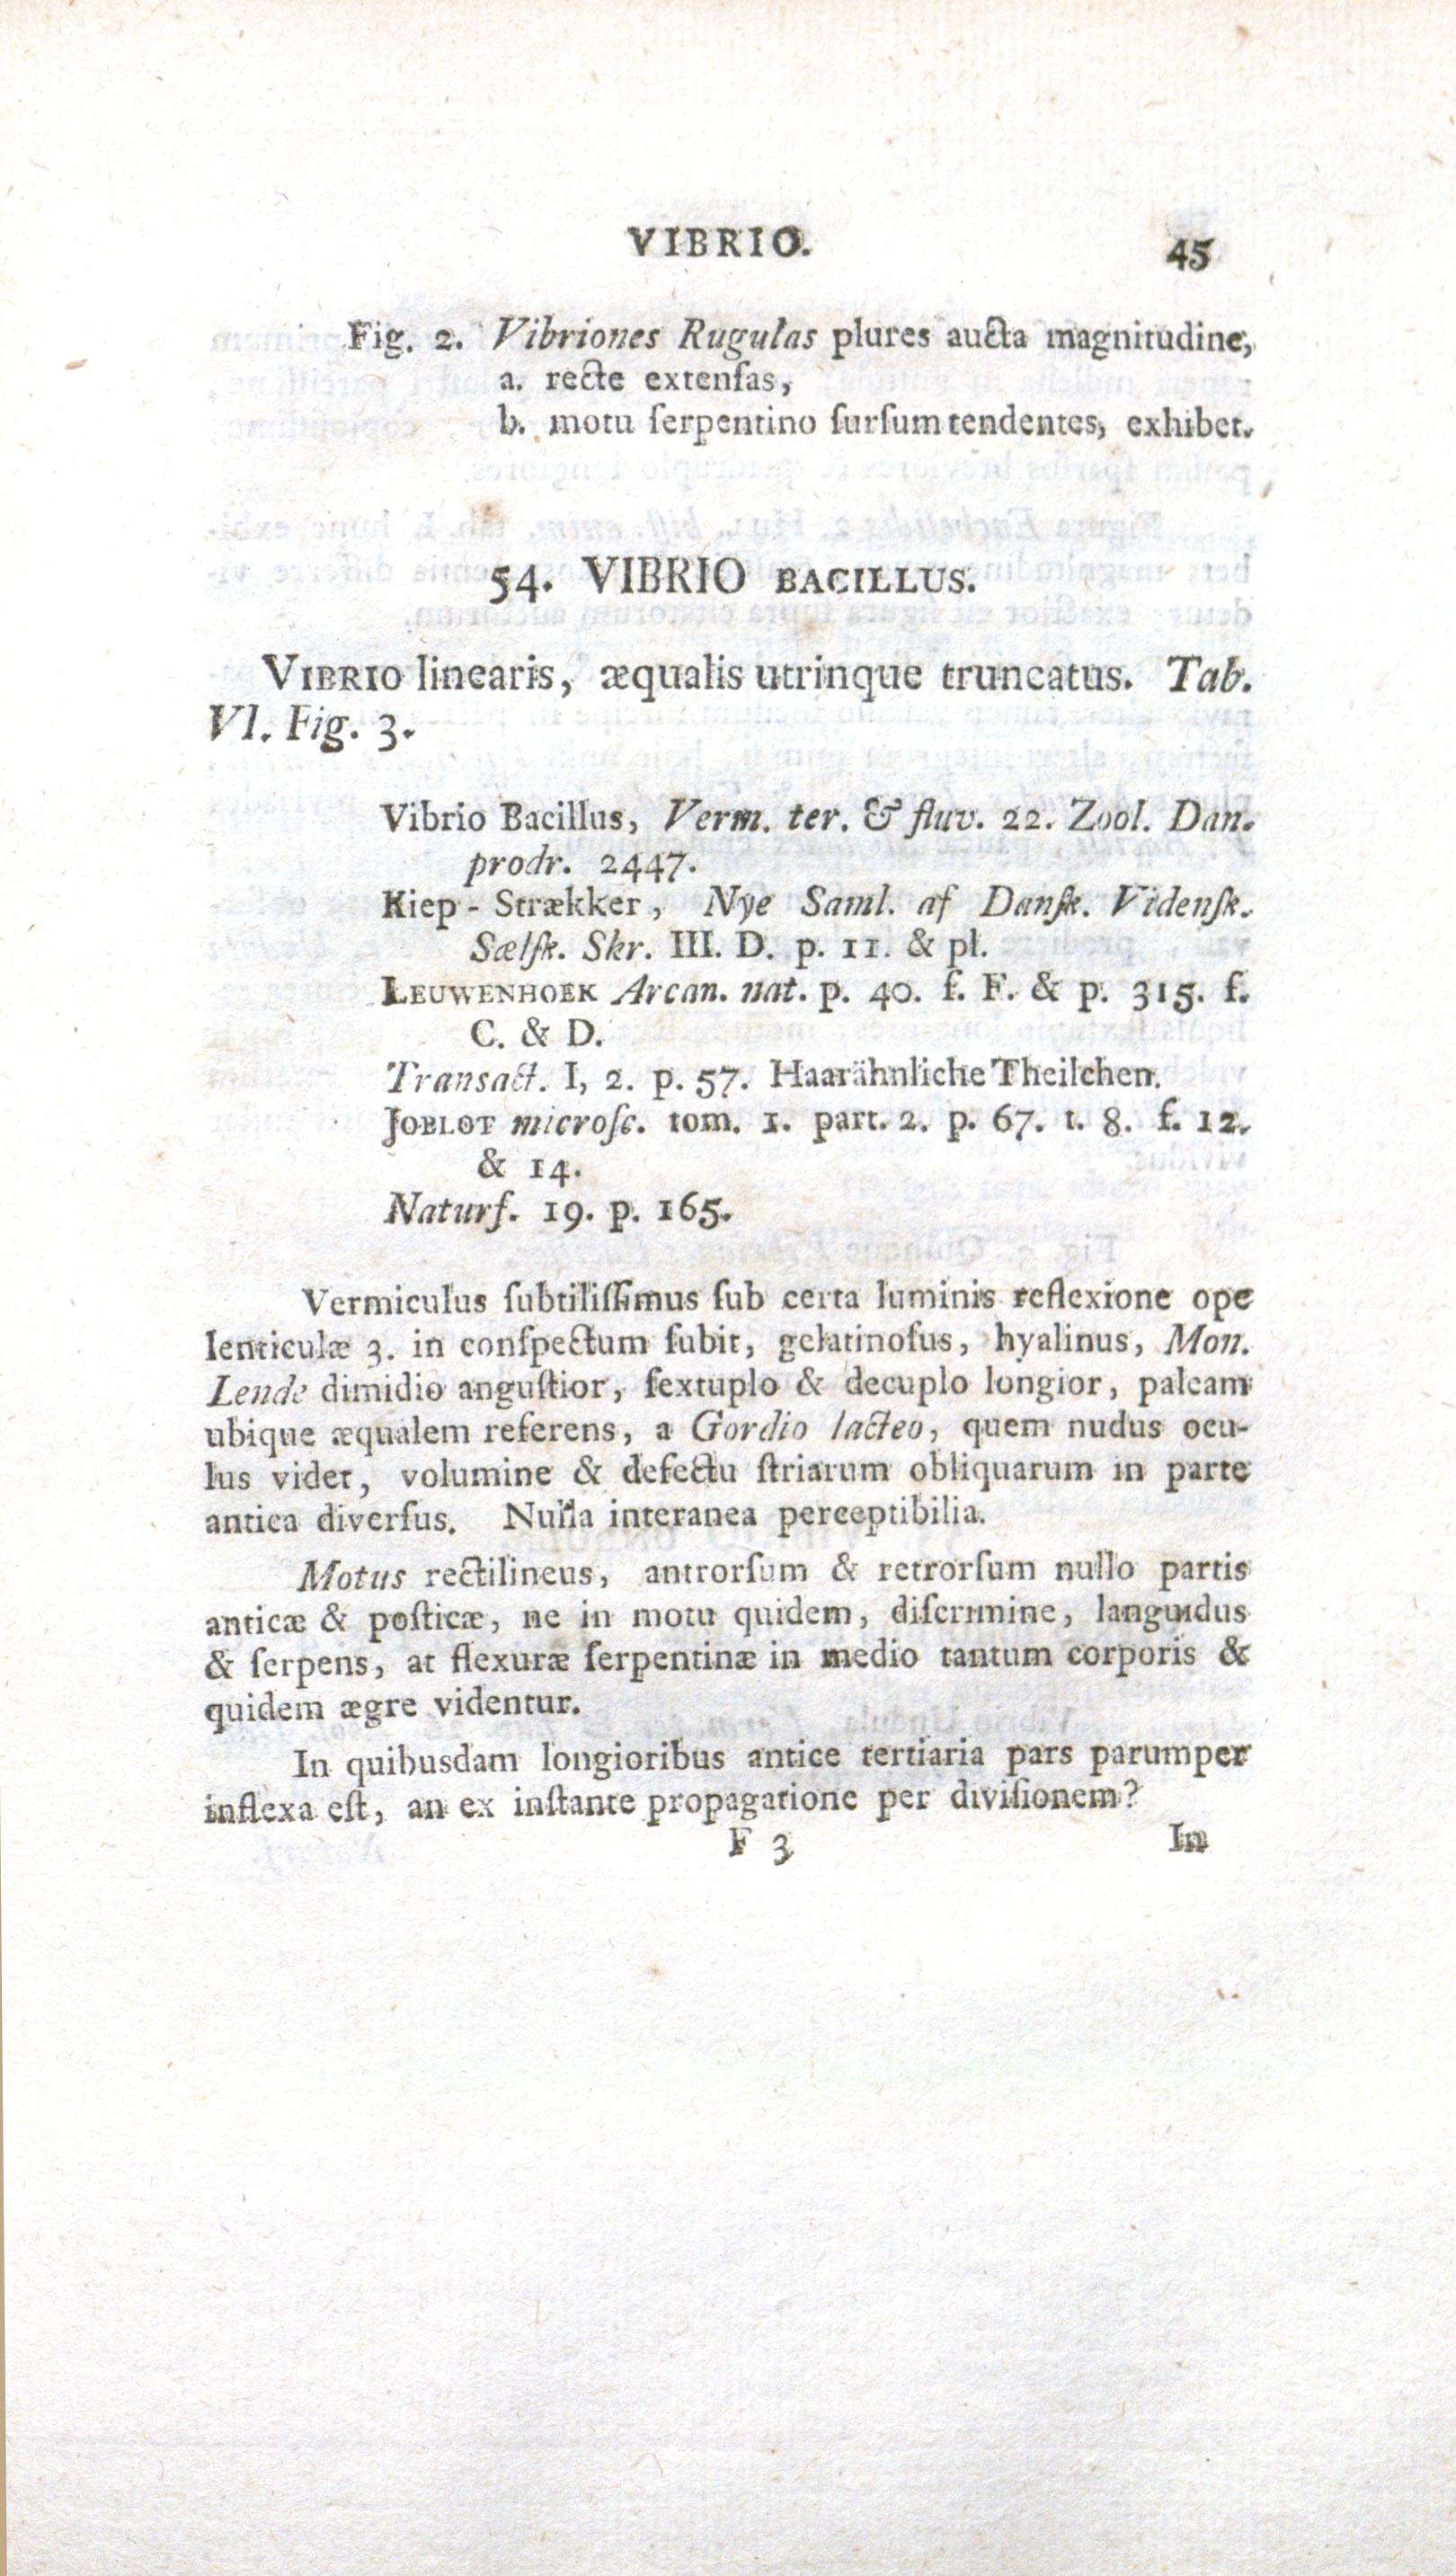 VIBRIO. 45
Fig. 2. Vibriones Rugulas plures aucta magnitudine,
a. recte extenſas,
b. motu ſerpentino ſurſum tendentes, exhibet.
54. VIBRIO BACILLUS.
VIBRIO linearis, æqualis utrinque truncatus. Tab.
VI. Fig. 3.
Vibrio Bacillus, Verm. ter. & fluv. 22. Zool. Dan.
prodr. 2447.
Kiep - Strækker, Nye Saml. af Danſk. Videnſk.
Sælſk. Skr. III. D. p. 11. & pl.
LEUWENHOEK Arcan. nat. p. 40. f. F. & p. 315. f.
C. & D.
Transact. I, 2. p. 57. Haarähnliche Theilchen.
JOBLOT microſc. tom. 1. part. 2. p. 67. t. 8. f. 12.
& 14.
Naturf. 19. p. 165.
Vermiculus ſubtiliſſimus ſub certa luminis reflexione ope
lenticulæ 3. in conſpectum ſubit, gelatinoſus, hyalinus, Mon.
Lende dimidio anguſtior, ſextuplo & decuplo longior, paleam
ubique æqualem referens, a Gordio lacteo, quem nudus ocu-
lus videt, volumine & defectu ſtriarum obliquarum in parte
antica diverſus. Nulla interanea perceptibilia.
Motus rectilineus, antrorſum & retrorſum nullo partis
anticæ & poſticæ, ne in motu quidem, diſcrimine, languidus
& ſerpens, at flexuræ ſerpentinæ in medio tantum corporis &
quidem ægre videntur.
In quibusdam longioribus antice tertiaria pars parumper
inflexa eſt, an ex inſtante propagatione per diviſionem?
F 3 In